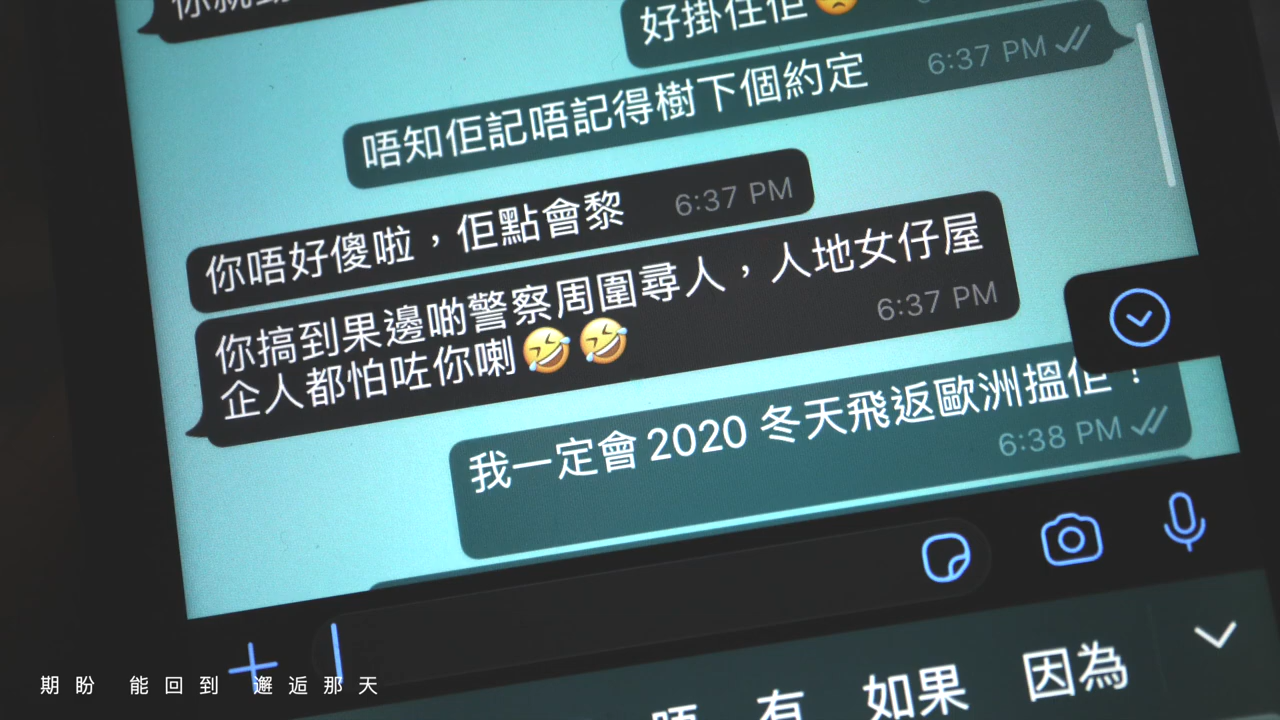 好掛住佢😞
6:37 PM
唔知佢記唔記得樹下個約定
你唔好傻啦，佢點會黎
6:37 PM
你搞到果邊啲警察周圍尋人，人地女仔屋
企人都怕咗你喇🤣🤣
6:37 PM
我一定會 2020 冬天飛返歐洲搵佢！
6:38 PM
唔 有 如果 因為
期盼 能回到 邂逅那天